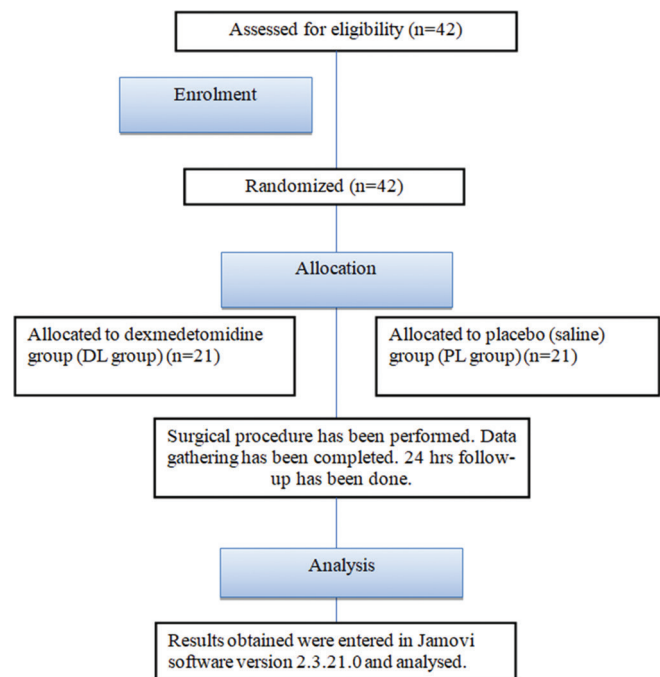 Assessed for eligibility (n=42)
Enrolment
Randomized (n=42)
Allocation
Allocated to dexmedetomidine
group (DL group) (n=21)
Allocated to placebo (saline)
group (PL group) (n=21)
Surgical procedure has been performed. Data
gathering has been completed. 24 hrs follow-
up has been done.
Analysis
Results obtained were entered in Jamovi
software version 2.3.21.0 and analysed.